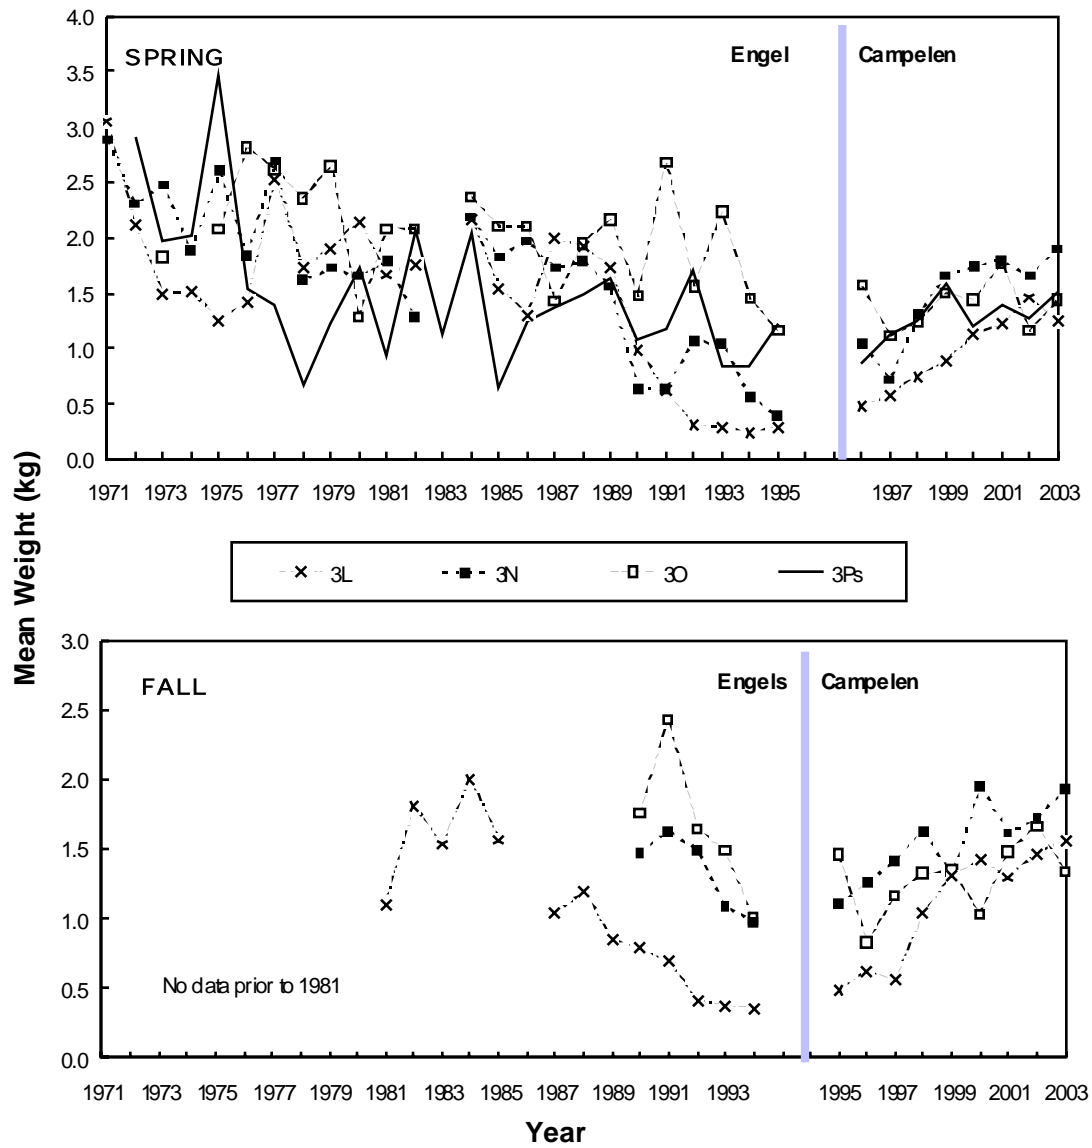 4.0
SPRING
Engel
Campelen
3.5
3.0
2.5
2.0
1.5
1.0
0.5
0.0
1971 1973 1975 1977 1979 1981 1983 1985 1987 1989 1991 1993 1995 1997 1999 2001 2003
Mean Weight (kg)
3L 3N 3O 3Ps
3.0
FALL
Engels
Campelen
2.5
2.0
1.5
1.0
0.5
No data prior to 1981
0.0
1971 1973 1975 1977 1979 1981 1983 1985 1987 1989 1991 1993 1995 1997 1999 2001 2003
Year